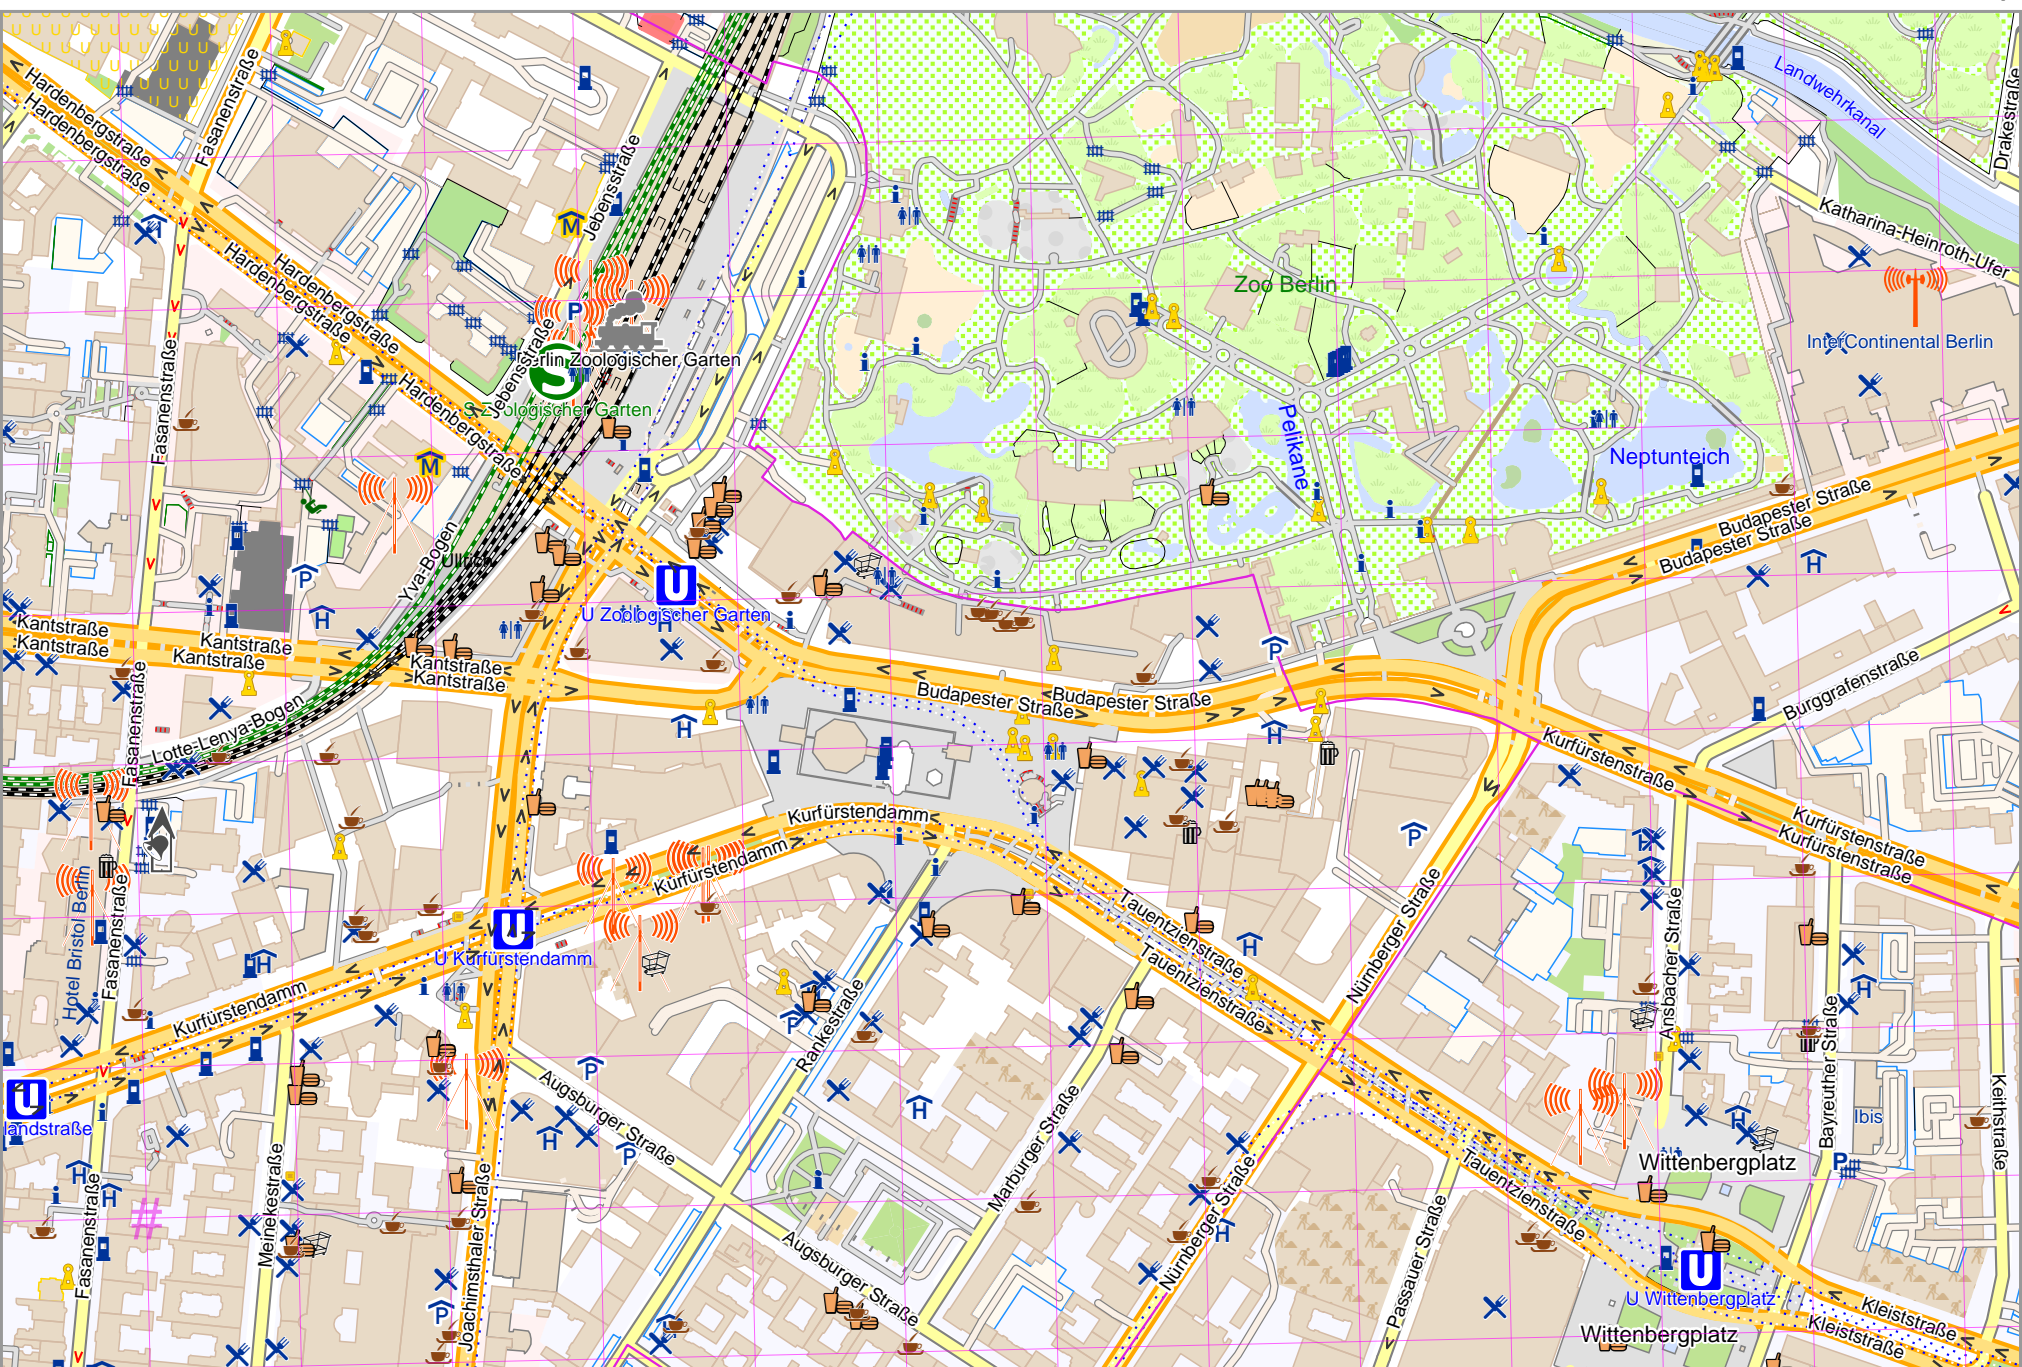 Hardenbergstraße
Hardenbergstraße
Fasanenstraße
Landwehrkanal
Drakestraße
Jebensstraße
Katharina-Heinroth-Ufer
Hardenbergstraße
Hardenbergstraße
Zoo Berlin
InterContinental Berlin
Jebensstraße
Berlin Zoologischer Garten
S Zoologischer Garten
Fasanenstraße
Hardenbergstraße
Pelikane
Neptunteich
Budapester Straße
Budapester Straße
Yva-Bogen
Ullrich
U Zoologischer Garten
Kantstraße
Kantstraße
Kantstraße
Kantstraße
Kantstraße
Kantstraße
Fasanenstraße
Lotte-Lenya-Bogen
Budapester Straße
Budapester Straße
Burggrafenstraße
Kurfürstenstraße
Kurfürstendamm
Kurfürstendamm
Kurfürstenstraße
Kurfürstenstraße
Hotel Bristol Berlin
Fasanenstraße
U Kurfürstendamm
Kurfürstendamm
Tauentzienstraße
Tauentzienstraße
Nürnberger Straße
Ansbacher Straße
Rankestraße
Bayreuther Straße
Keithstraße
Ibis
landstraße
Augsburger Straße
Marburger Straße
Wittenbergplatz
Tauentzienstraße
Fasanenstraße
Meinekestraße
Joachimsthaler Straße
Augsburger Straße
Nürnberger Straße
Passauer Straße
U Wittenbergplatz
Wittenbergplatz
Kleiststraße
Kleiststraße